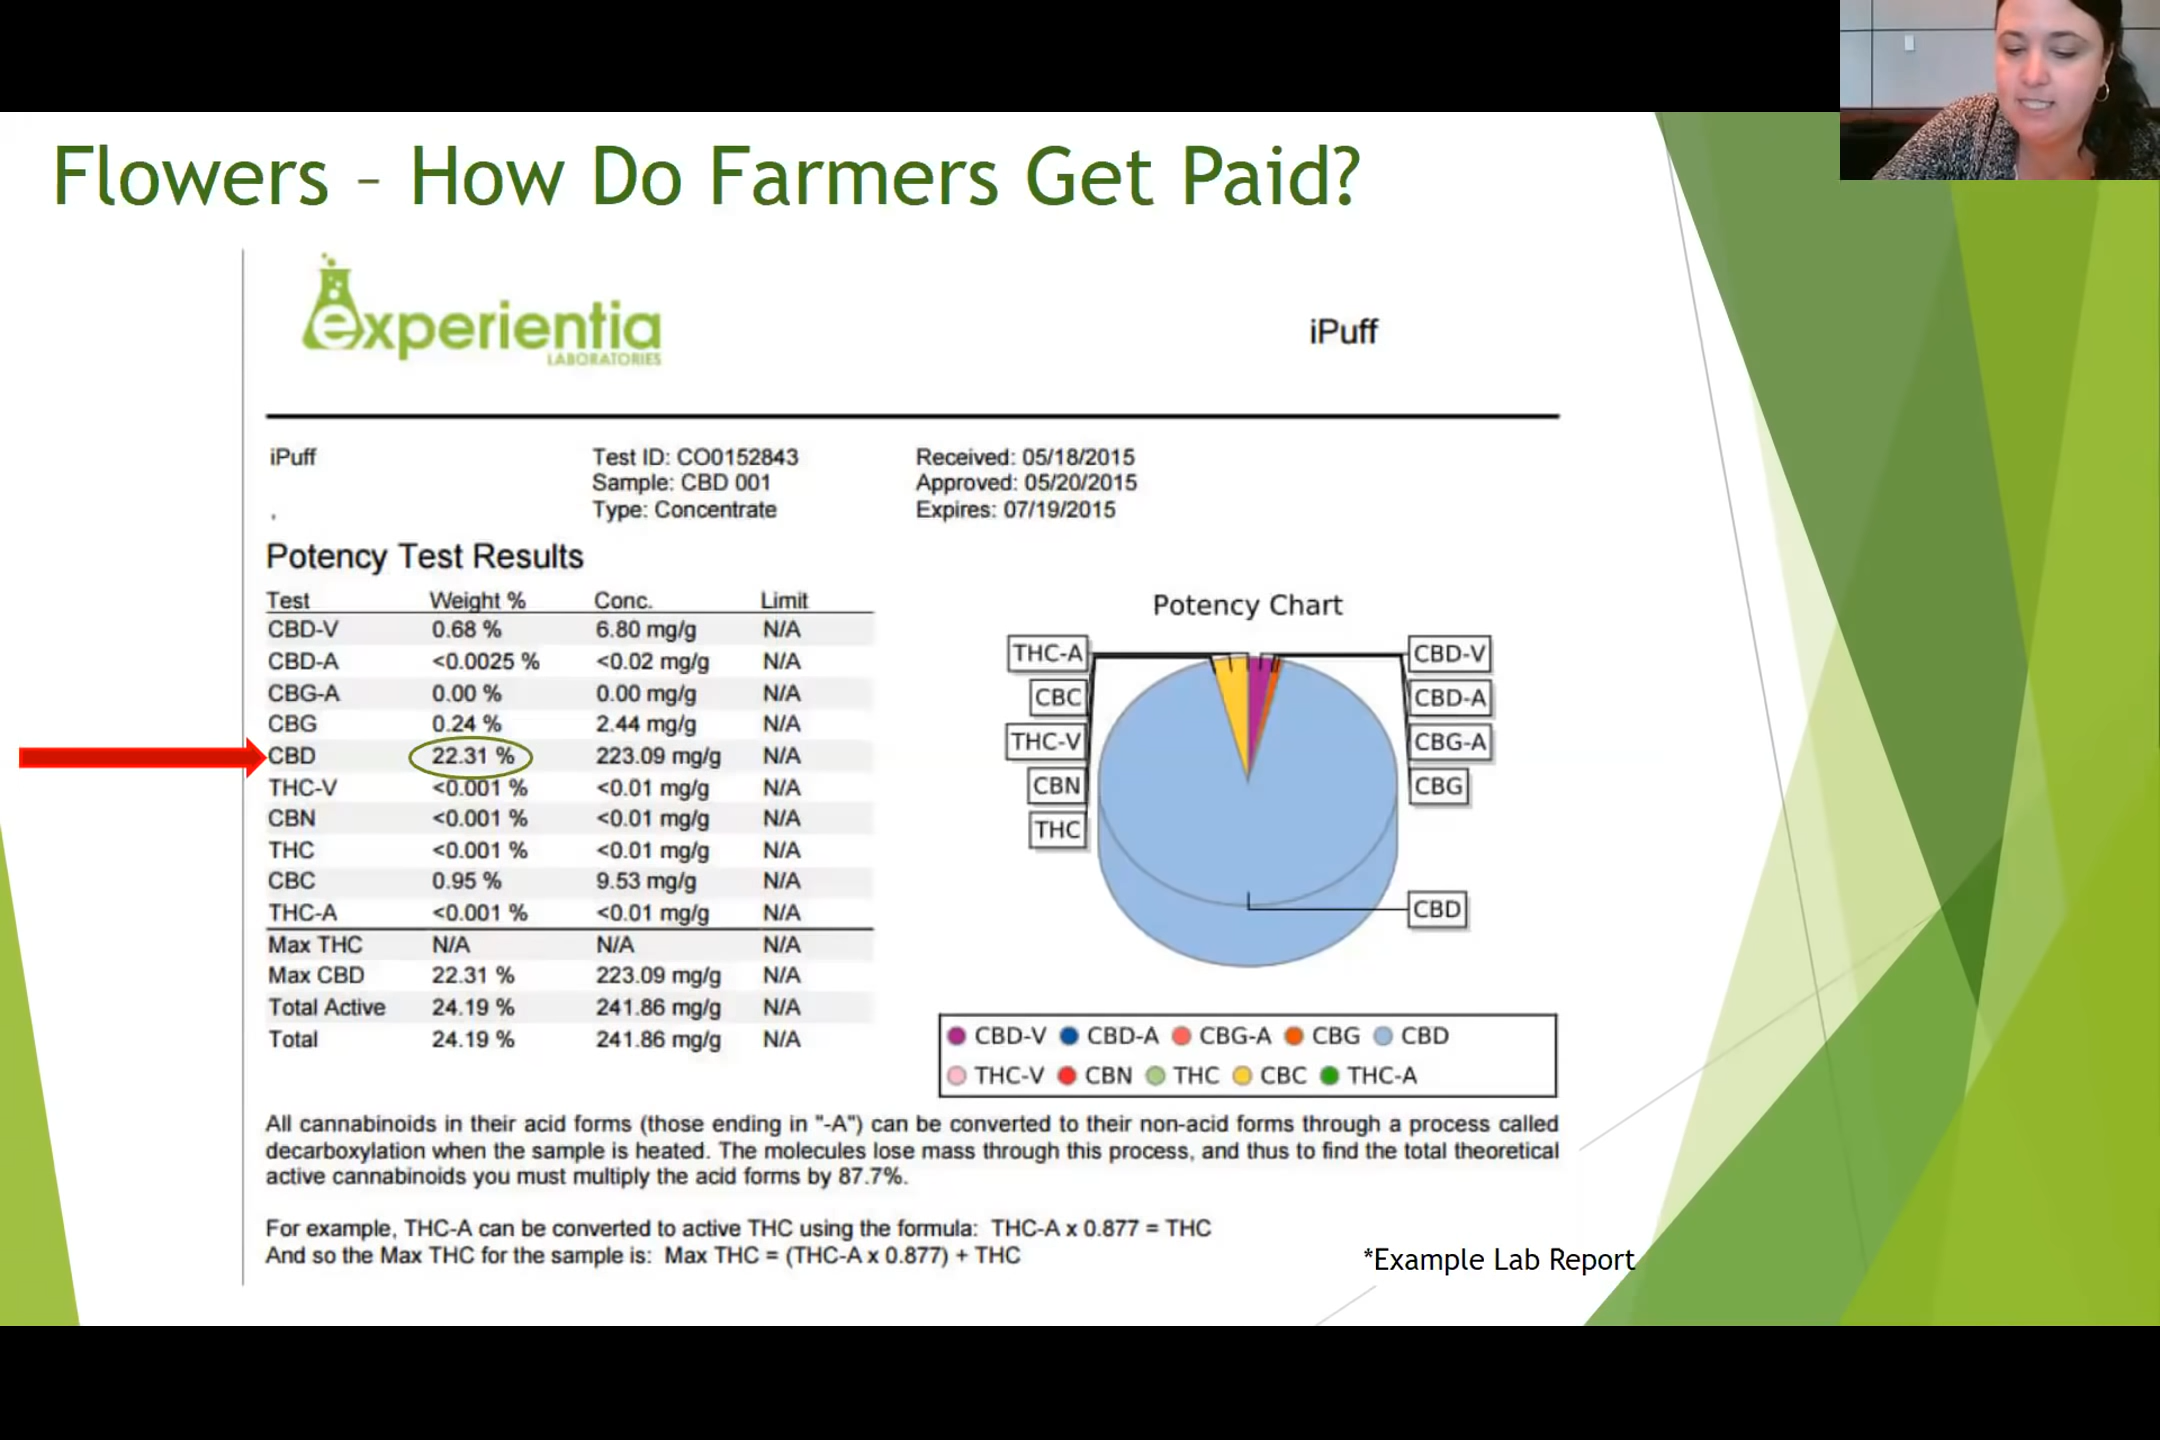 Flowers – How Do Farmers Get Paid?
experientia
LABORATORIES
iPuff
iPuff
Test ID: CO0152843
Received: 05/18/2015
Sample: CBD 001
Approved: 05/20/2015
,
Type: Concentrate
Expires: 07/19/2015
Potency Test Results
Test Weight % Conc. Limit
CBD-V 0.68 % 6.80 mg/g N/A
CBD-A <0.0025 % <0.02 mg/g N/A
CBG-A 0.00 % 0.00 mg/g N/A
CBG 0.24 % 2.44 mg/g N/A
CBD 22.31 % 223.09 mg/g N/A
THC-V <0.001 % <0.01 mg/g N/A
CBN <0.001 % <0.01 mg/g N/A
THC <0.001 % <0.01 mg/g N/A
CBC 0.95 % 9.53 mg/g N/A
THC-A <0.001 % <0.01 mg/g N/A
Max THC N/A N/A N/A
Max CBD 22.31 % 223.09 mg/g N/A
Total Active 24.19 % 241.86 mg/g N/A
Total 24.19 % 241.86 mg/g N/A
Potency Chart
THC-A
CBC
THC-V
CBN
THC
CBD-V
CBD-A
CBG-A
CBG
CBD
CBD-V CBD-A CBG-A CBG CBD
THC-V CBN THC CBC THC-A
All cannabinoids in their acid forms (those ending in "-A") can be converted to their non-acid forms through a process called
decarboxylation when the sample is heated. The molecules lose mass through this process, and thus to find the total theoretical
active cannabinoids you must multiply the acid forms by 87.7%.
For example, THC-A can be converted to active THC using the formula: THC-A x 0.877 = THC
And so the Max THC for the sample is: Max THC = (THC-A x 0.877) + THC
*Example Lab Report